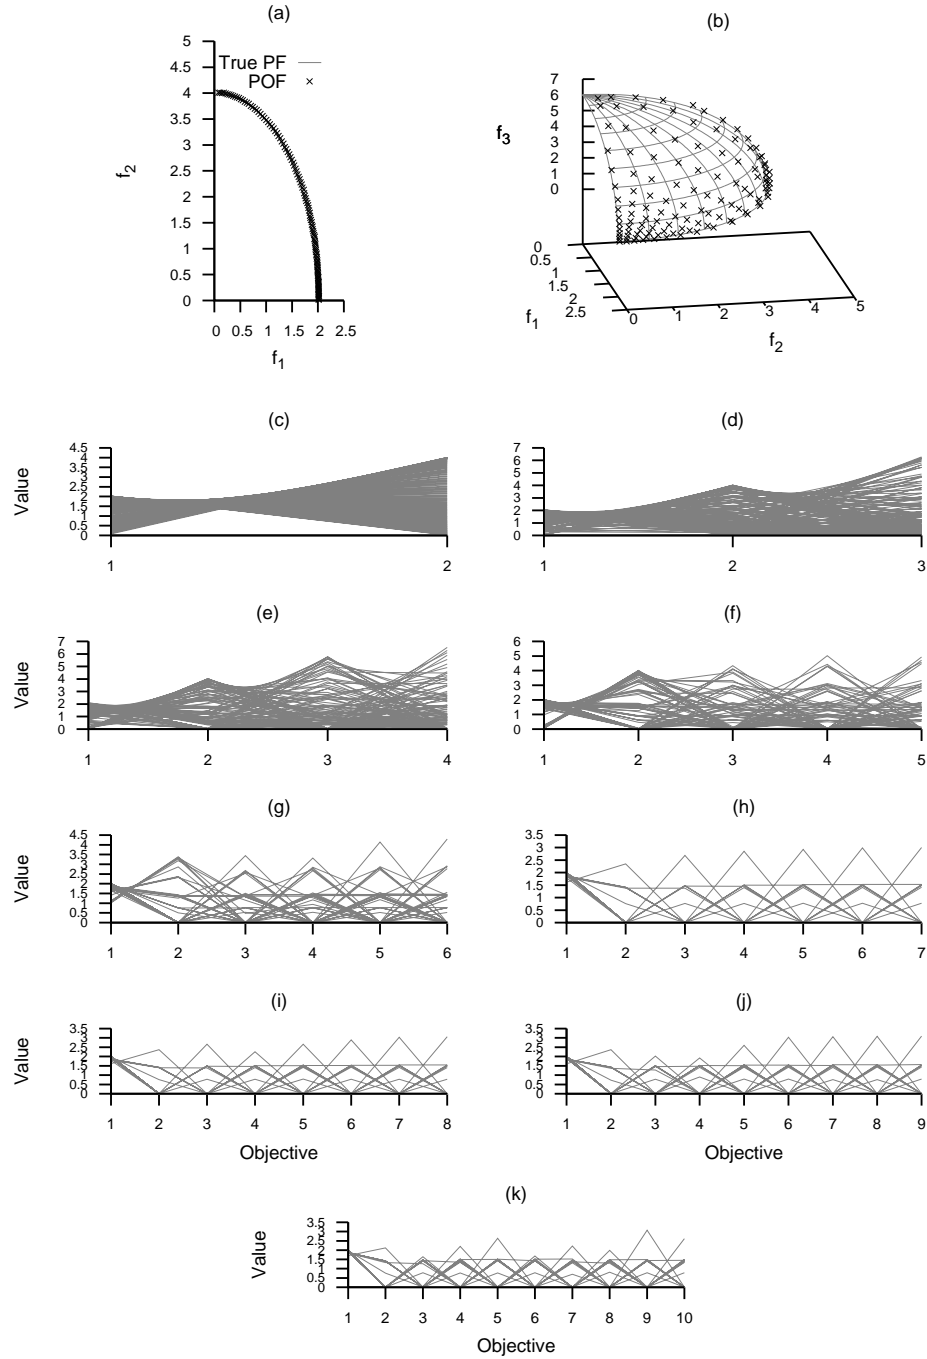 (a)
5
4.5
4
3.5
3
2.5
2
1.5
1
0.5
0
True PF
POF
f2
0 0.5 1 1.5 2 2.5
f1
(b)
7
6
5
4
3
2
1
0
f3
0
0.5
1
1.5
2
2.5
f1
0 1 2 3 4 5
f2
(c)
Value
4.5
4
3.5
3
2.5
2
1.5
1
0.5
0
1 2
(d)
7
6
5
4
3
2
1
0
1 2 3
(e)
Value
7
6
5
4
3
2
1
0
1 2 3 4
(f)
6
5
4
3
2
1
0
1 2 3 4 5
(g)
Value
4.5
4
3.5
3
2.5
2
1.5
1
0.5
0
1 2 3 4 5 6
(h)
3.5
3
2.5
2
1.5
1
0.5
0
1 2 3 4 5 6 7
(i)
Value
3.5
3
2.5
2
1.5
1
0.5
0
1 2 3 4 5 6 7 8
Objective
(j)
3.5
3
2.5
2
1.5
1
0.5
0
1 2 3 4 5 6 7 8 9
Objective
(k)
Value
3.5
3
2.5
2
1.5
1
0.5
0
1 2 3 4 5 6 7 8 9 10
Objective